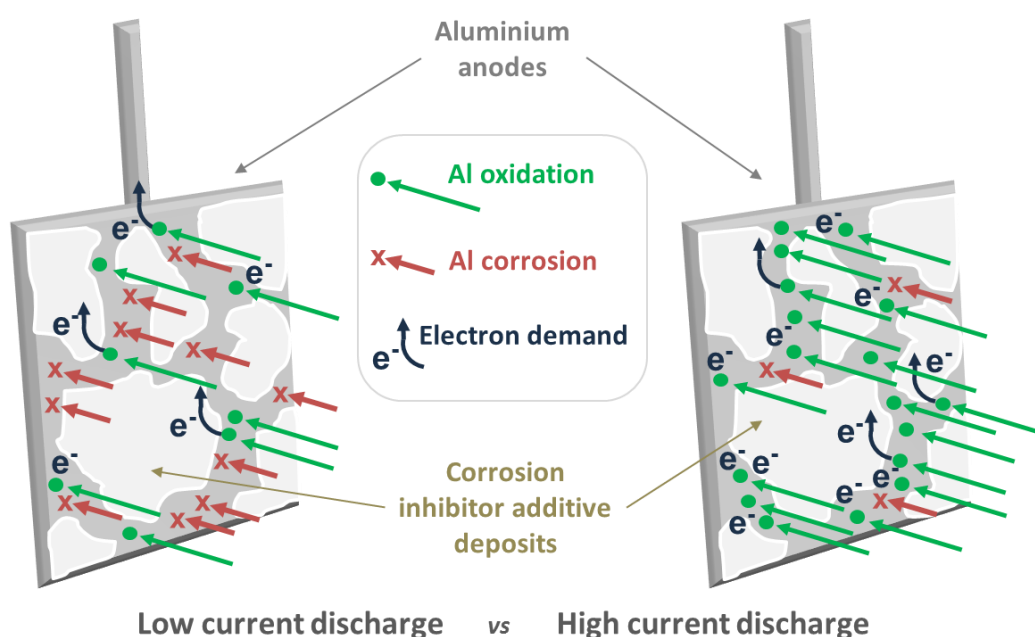 Aluminium
anodes
Al oxidation
x Al corrosion
e- Electron demand
e-
e-
e-
e-
e-
x
x
x
x
x
x
x
x
x
x
x
e-
e-
e-
e-
e-
e-
e-
e-
e-
e-
e-
x
x
x
Corrosion
inhibitor additive
deposits
Low current discharge vs High current discharge